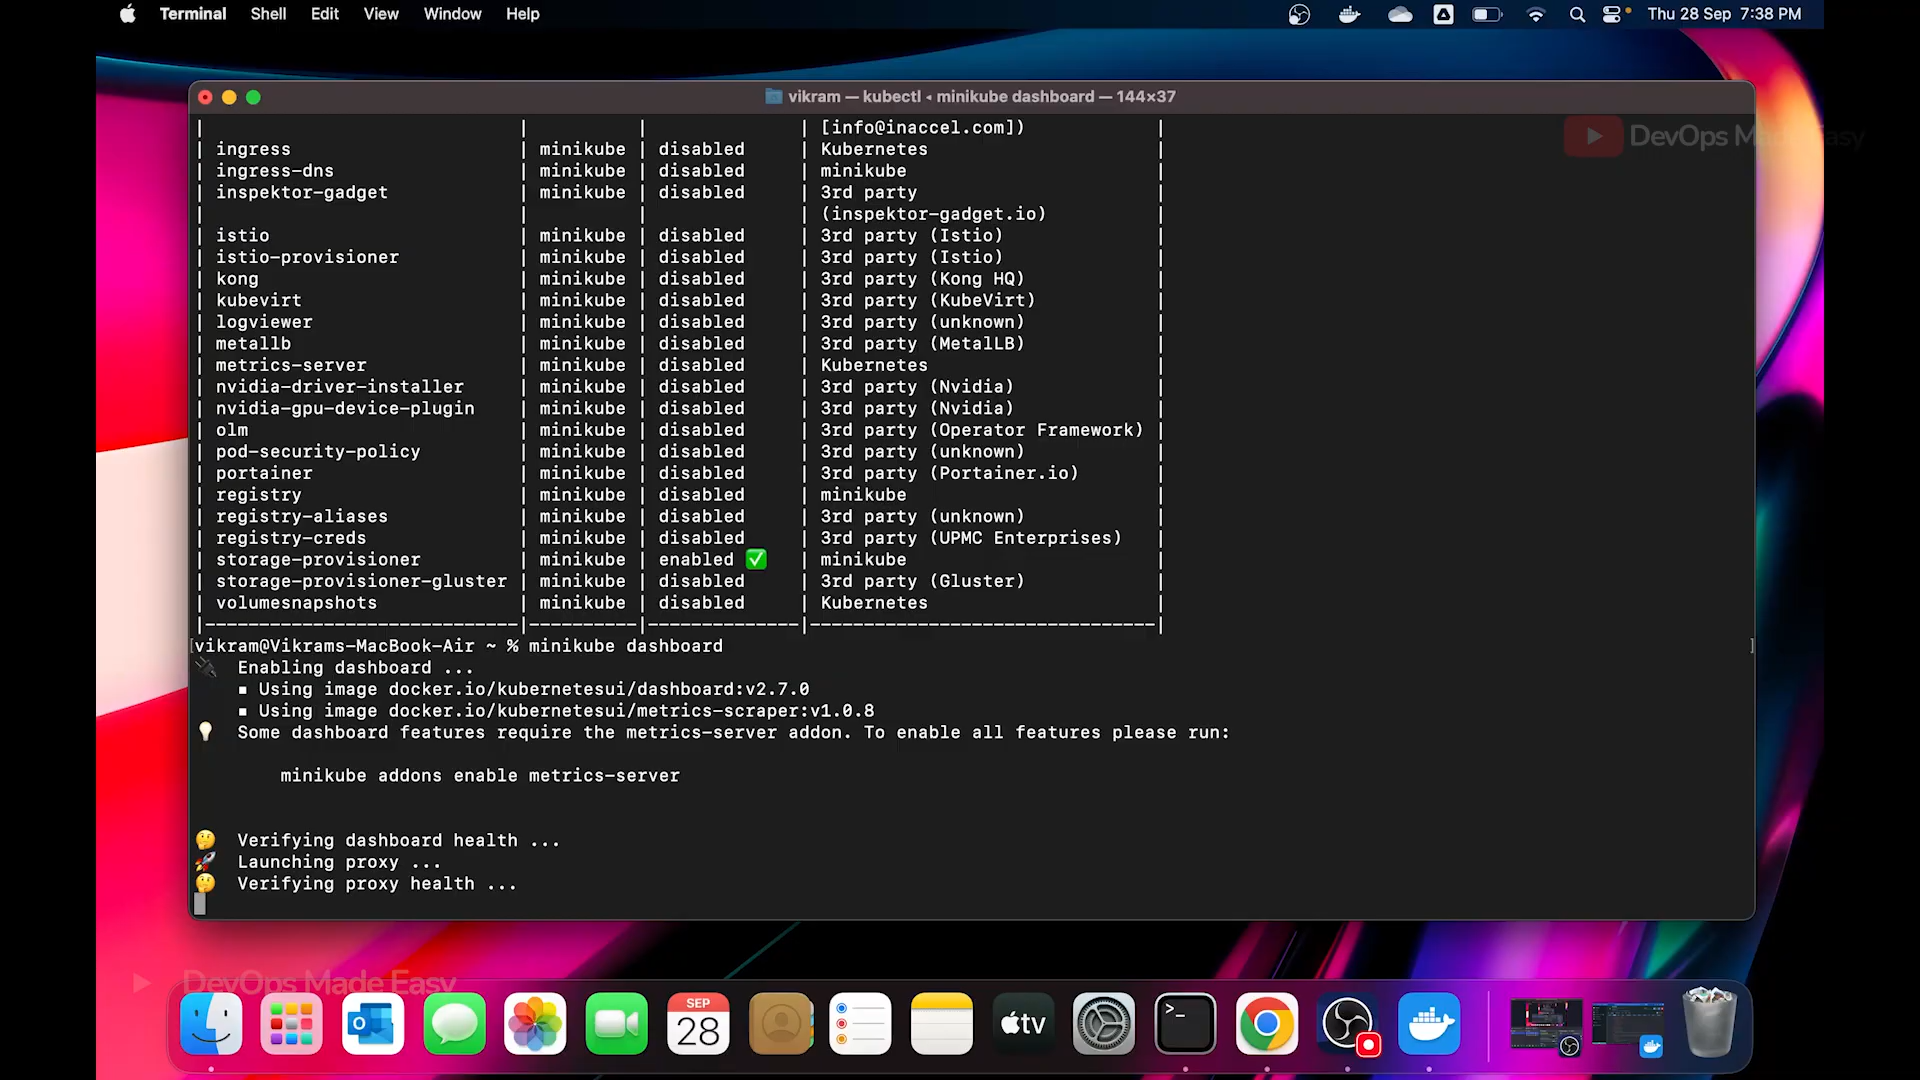 Terminal Shell Edit View Window Help Thu 28 Sep 7:38 PM
vikram — kubectl ◂ minikube dashboard — 144×37
DevOps Made Easy
| | | | [info@inaccel.com]) |
| ingress | minikube | disabled | Kubernetes |
| ingress-dns | minikube | disabled | minikube |
| inspektor-gadget | minikube | disabled | 3rd party |
| | | | (inspektor-gadget.io) |
| istio | minikube | disabled | 3rd party (Istio) |
| istio-provisioner | minikube | disabled | 3rd party (Istio) |
| kong | minikube | disabled | 3rd party (Kong HQ) |
| kubevirt | minikube | disabled | 3rd party (KubeVirt) |
| logviewer | minikube | disabled | 3rd party (unknown) |
| metallb | minikube | disabled | 3rd party (MetalLB) |
| metrics-server | minikube | disabled | Kubernetes |
| nvidia-driver-installer | minikube | disabled | 3rd party (Nvidia) |
| nvidia-gpu-device-plugin | minikube | disabled | 3rd party (Nvidia) |
| olm | minikube | disabled | 3rd party (Operator Framework) |
| pod-security-policy | minikube | disabled | 3rd party (unknown) |
| portainer | minikube | disabled | 3rd party (Portainer.io) |
| registry | minikube | disabled | minikube |
| registry-aliases | minikube | disabled | 3rd party (unknown) |
| registry-creds | minikube | disabled | 3rd party (UPMC Enterprises) |
| storage-provisioner | minikube | enabled ✅ | minikube |
| storage-provisioner-gluster | minikube | disabled | 3rd party (Gluster) |
| volumesnapshots | minikube | disabled | Kubernetes |
|-----------------------------|----------|--------------|--------------------------------|
[vikram@Vikrams-MacBook-Air ~ % minikube dashboard ]
🔌 Enabling dashboard ...
▪ Using image docker.io/kubernetesui/dashboard:v2.7.0
▪ Using image docker.io/kubernetesui/metrics-scraper:v1.0.8
💡 Some dashboard features require the metrics-server addon. To enable all features please run:
minikube addons enable metrics-server
🤔 Verifying dashboard health ...
🚀 Launching proxy ...
🤔 Verifying proxy health ...
DevOps Made Easy
SEP
28
tv